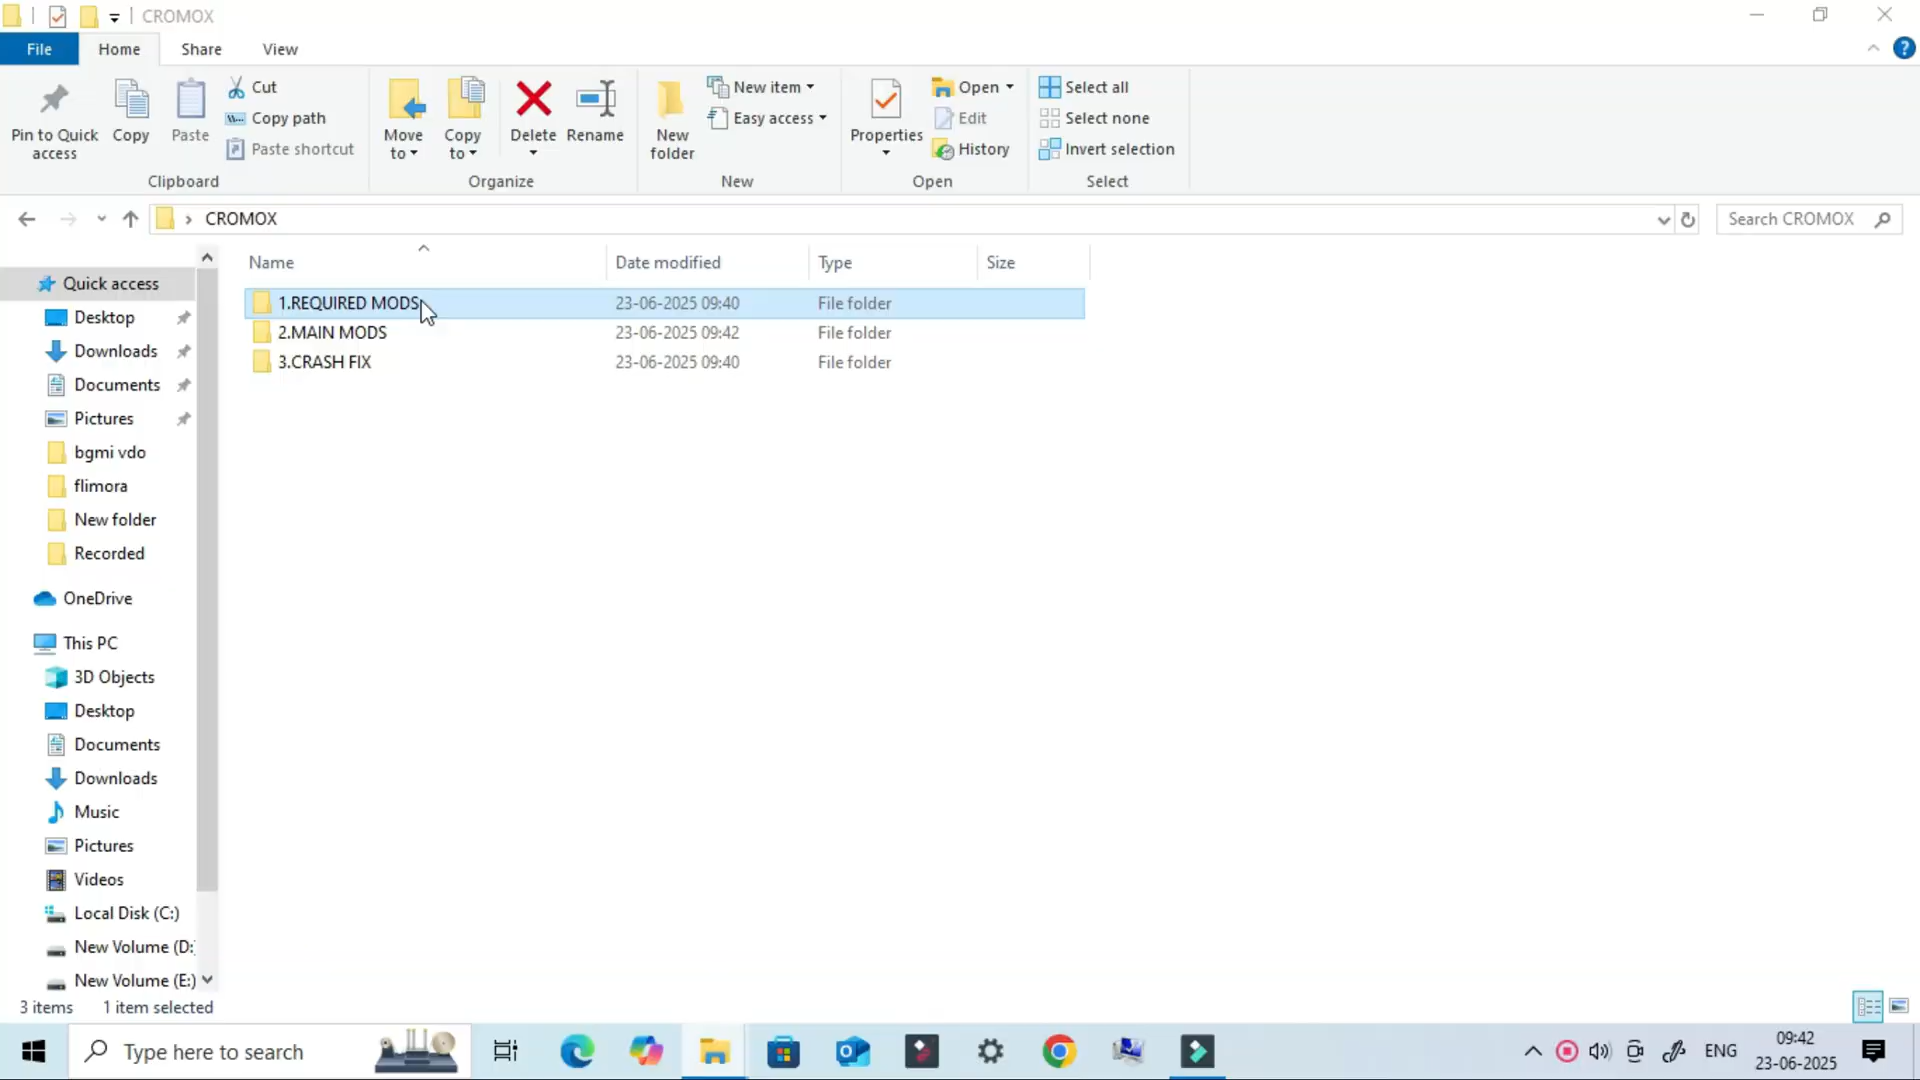 CROMOX
File Home Share View
Pin to Quick access
Copy
Paste
Cut
Copy path
Paste shortcut
Clipboard
Move to
Copy to
Delete
Rename
Organize
New folder
New item
Easy access
New
Properties
Open
Edit
History
Open
Select all
Select none
Invert selection
Select
CROMOX
Search CROMOX
Name Date modified Type Size
1.REQUIRED MODS 23-06-2025 09:40 File folder
2.MAIN MODS 23-06-2025 09:42 File folder
3.CRASH FIX 23-06-2025 09:40 File folder
Quick access
Desktop
Downloads
Documents
Pictures
bgmi vdo
flimora
New folder
Recorded
OneDrive
This PC
3D Objects
Desktop
Documents
Downloads
Music
Pictures
Videos
Local Disk (C:)
New Volume (D:
New Volume (E:)
3 items 1 item selected
Type here to search
ENG
09:42
23-06-2025